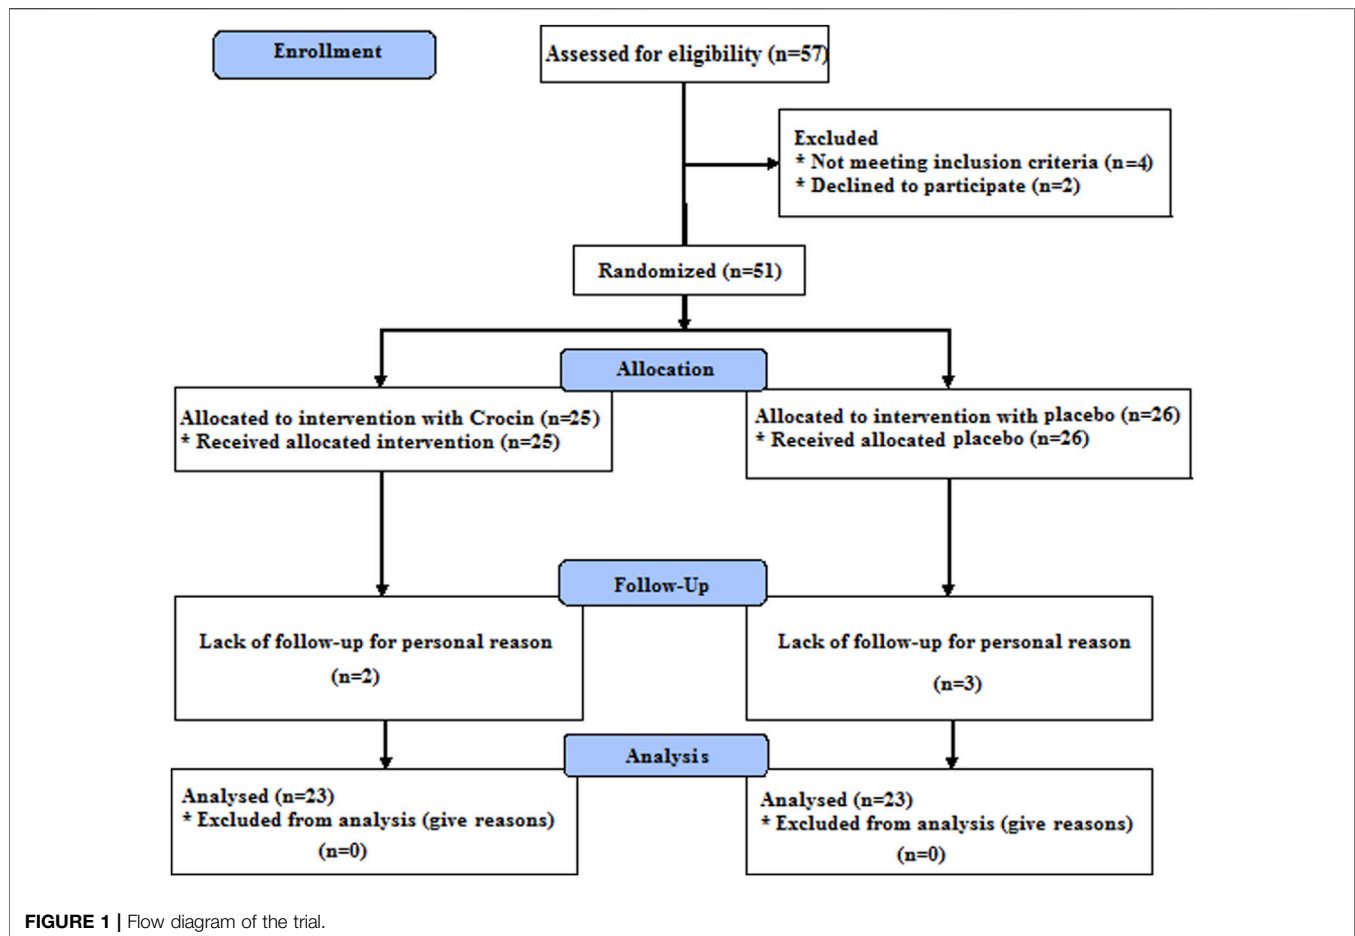 Enrollment
Assessed for eligibility (n=57)
Excluded
* Not meeting inclusion criteria (n=4)
* Declined to participate (n=2)
Randomized (n=51)
Allocation
Allocated to intervention with Crocin (n=25)
* Received allocated intervention (n=25)
Allocated to intervention with placebo (n=26)
* Received allocated placebo (n=26)
Follow-Up
Lack of follow-up for personal reason
(n=2)
Lack of follow-up for personal reason
(n=3)
Analysis
Analysed (n=23)
* Excluded from analysis (give reasons)
(n=0)
Analysed (n=23)
* Excluded from analysis (give reasons)
(n=0)
FIGURE 1 | Flow diagram of the trial.